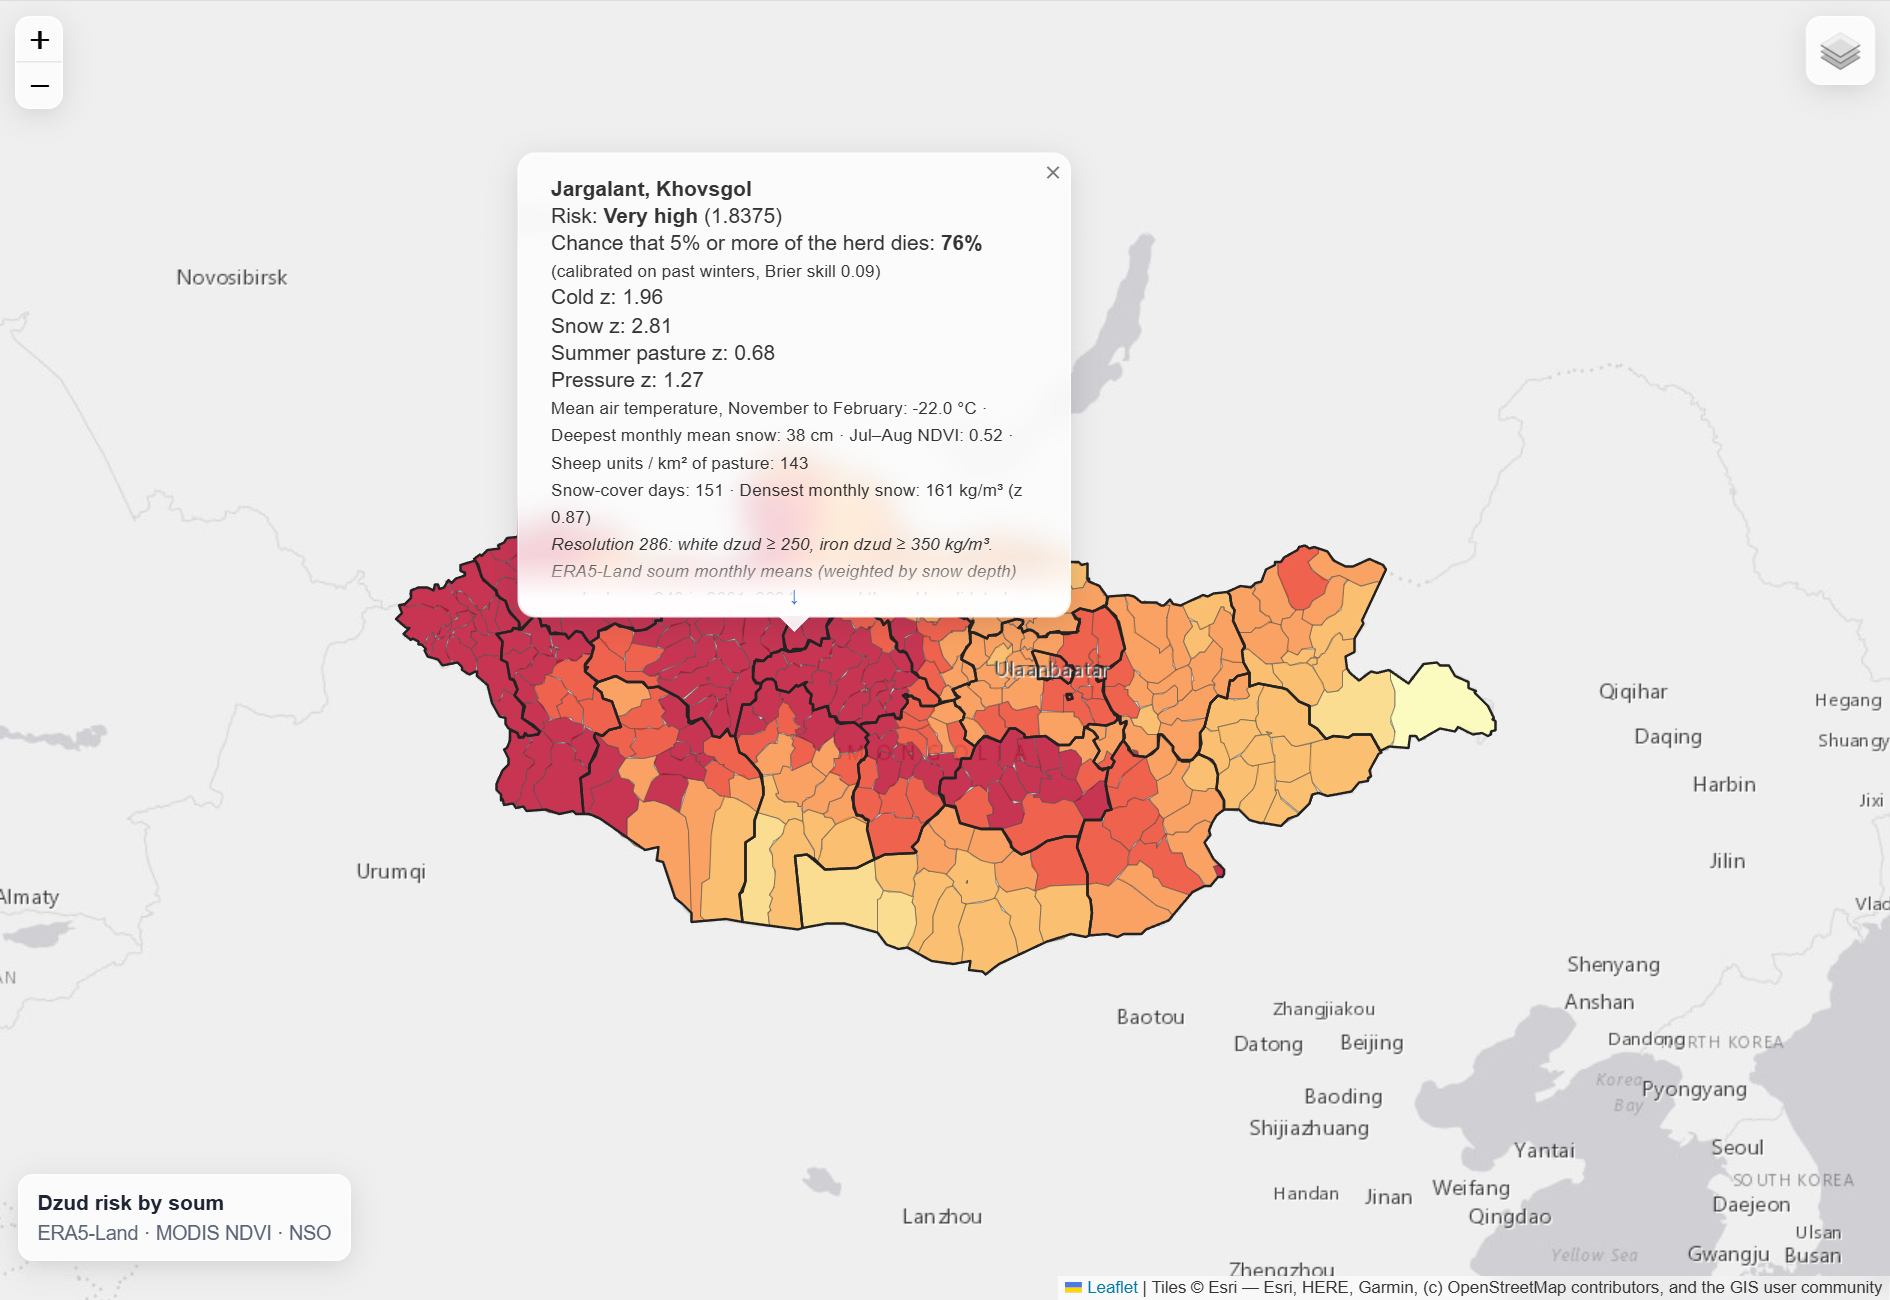 +
−
Jargalant, Khovsgol
×
Risk: Very high (1.8375)
Chance that 5% or more of the herd dies: 76%
(calibrated on past winters, Brier skill 0.09)
Cold z: 1.96
Snow z: 2.81
Summer pasture z: 0.68
Pressure z: 1.27
Mean air temperature, November to February: -22.0 °C ·
Deepest monthly mean snow: 38 cm · Jul–Aug NDVI: 0.52 ·
Sheep units / km² of pasture: 143
Snow-cover days: 151 · Densest monthly snow: 161 kg/m³ (z
0.87)
Resolution 286: white dzud ≥ 250, iron dzud ≥ 350 kg/m³.
ERA5-Land soum monthly means (weighted by snow depth)
↓
Novosibirsk
Ulaanbaatar
MONGOLIA
Qiqihar
Hegang
Daqing
Shuangy
Harbin
Jixi
Urumqi
Jilin
Almaty
Vlad
AN
Shenyang
Anshan
Baotou
Zhangjiakou
Datong
Beijing
Dandong
NORTH KOREA
Korea
Bay
Pyongyang
Baoding
Shijiazhuang
Yantai
Seoul
SOUTH KOREA
Handan
Jinan
Weifang
Daejeon
Lanzhou
Qingdao
Ulsan
Yellow Sea
Gwangju
Busan
Zhengzhou
Dzud risk by soum
ERA5-Land · MODIS NDVI · NSO
Leaflet | Tiles © Esri — Esri, HERE, Garmin, (c) OpenStreetMap contributors, and the GIS user community